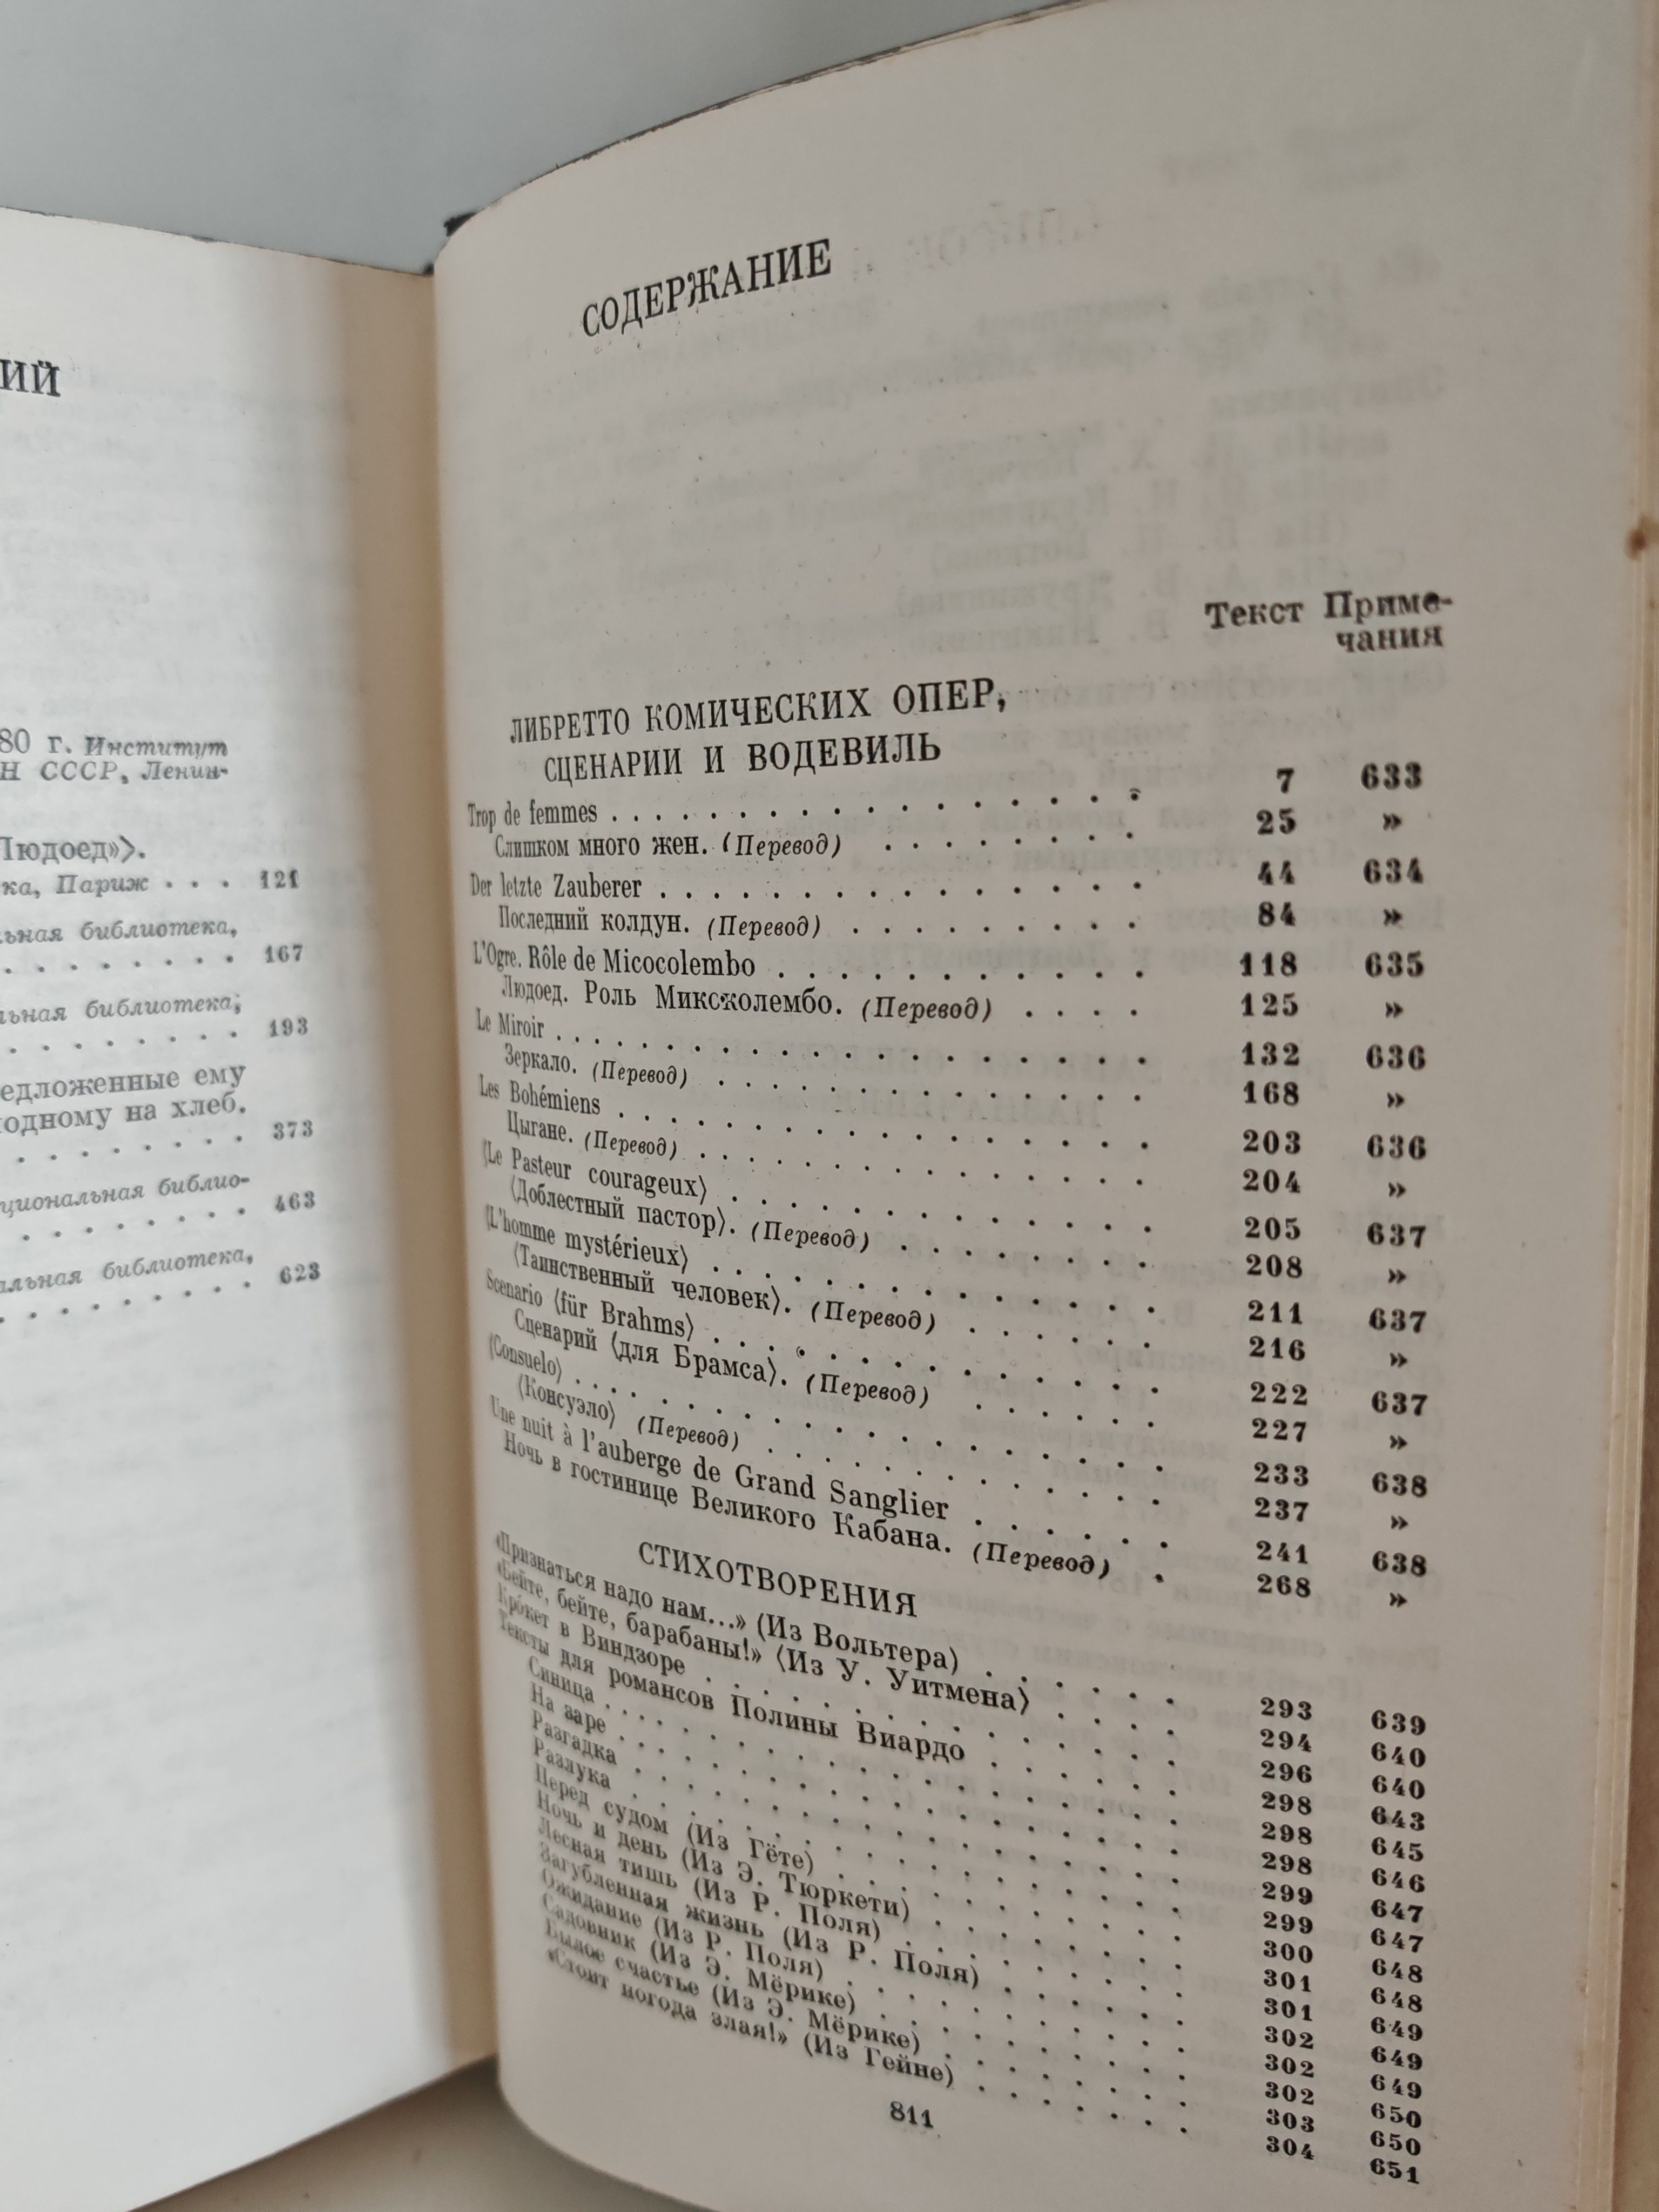 ИЙ
80 г. Институт
Н СССР, Ленин-
Людоед»⟩.
ка, Париж . . . 121
льная библиотека,
. . . . . . . . 167
льная библиотека;
. . . . . . . . 193
едложенные ему
одному на хлеб.
. . . . . . . . 373
циональная библио-
. . . . . . . . 463
альная библиотека,
. . . . . . . . 623
СОДЕРЖАНИЕ
Текст Приме-
чания
ЛИБРЕТТО КОМИЧЕСКИХ ОПЕР,
СЦЕНАРИИ И ВОДЕВИЛЬ
Trop de femmes . . . . . . . . . 7 633
Слишком много жен. (Перевод) . . . . . . . 25 »
Der letzte Zauberer . . . . . . . . . 44 634
Последний колдун. (Перевод) . . . . . . . 84 »
L'Ogre. Rôle de Micocolembo . . . . . . . . 118 635
Людоед. Роль Микоколембо. (Перевод) . . . . 125 »
Le Miroir . . . . . . . . . 132 636
Зеркало. (Перевод) . . . . . . . . . 168 »
Les Bohémiens . . . . . . . . . 203 636
Цыгане. (Перевод) . . . . . . . . . 204 »
⟨Le Pasteur courageux⟩ . . . . . . . . . 205 637
⟨Доблестный пастор⟩. (Перевод) . . . . . . . 208 »
⟨L'homme mystérieux⟩ . . . . . . . . . 211 637
⟨Таинственный человек⟩. (Перевод) . . . . . . 216 »
Scenario ⟨für Brahms⟩ . . . . . . . . . 222 637
Сценарий ⟨для Брамса⟩. (Перевод) . . . . . . 227 »
⟨Consuelo⟩ . . . . . . . . . 233 638
⟨Консуэло⟩ (Перевод) . . . . . . . . . 237 »
Une nuit à l'auberge de Grand Sanglier . . . . . . 241 638
Ночь в гостинице Великого Кабана. (Перевод) . 268 »
СТИХОТВОРЕНИЯ
«Признаться надо нам...» (Из Вольтера) . . . . . 293 639
«Бейте, бейте, барабаны!» ⟨Из У. Уитмена⟩ . . . . 294 640
Крокет в Виндзоре . . . . . . . . . 296 640
Тексты для романсов Полины Виардо . . . . . 298 643
Синица . . . . . . . . . 298 645
На заре . . . . . . . . . 298 646
Разгадка . . . . . . . . . 299 647
Разлука . . . . . . . . . 299 647
Перед судом (Из Гёте) . . . . . . . . . 300 648
Ночь и день (Из Э. Тюркети) . . . . . . . 301 648
Лесная тишь (Из Р. Поля) . . . . . . . 301 649
Загубленная жизнь (Из Р. Поля) . . . . . . 302 649
Ожидание (Из Р. Поля) . . . . . . . . 302 649
Садовник (Из Э. Мёрике) . . . . . . . 302 650
Былое счастье (Из Э. Мёрике) . . . . . . 303 650
«Стоит погода злая!» (Из Гейне) . . . . . . 304 651
811